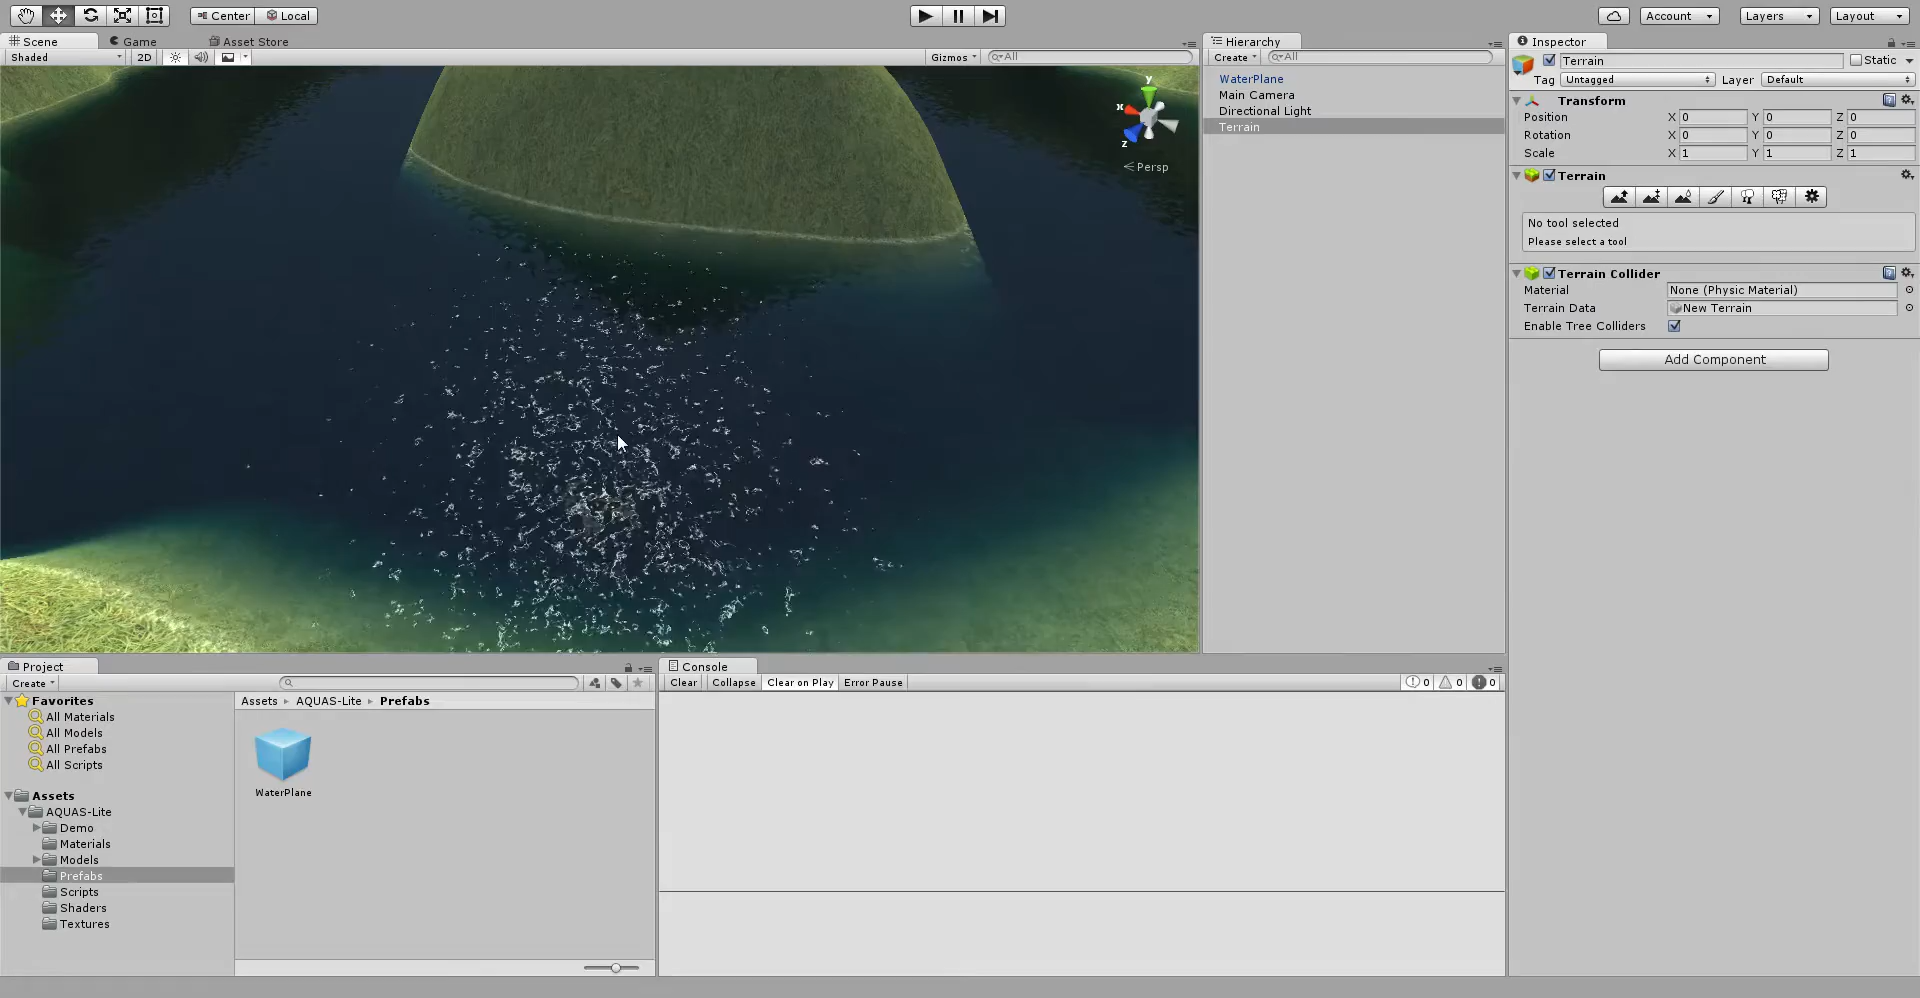 Center Local Account Layers Layout
Scene Game Asset Store
Shaded 2D Gizmos All
y
x
z
Persp
Hierarchy
Create All
WaterPlane
Main Camera
Directional Light
Terrain
Inspector
Terrain Static
Tag Untagged Layer Default
Transform
Position X 0 Y 0 Z 0
Rotation X 0 Y 0 Z 0
Scale X 1 Y 1 Z 1
Terrain
No tool selected
Please select a tool
Terrain Collider
Material None (Physic Material)
Terrain Data New Terrain
Enable Tree Colliders
Add Component
Project
Create
Favorites
All Materials
All Models
All Prefabs
All Scripts
Assets
AQUAS-Lite
Demo
Materials
Models
Prefabs
Scripts
Shaders
Textures
Assets AQUAS-Lite Prefabs
WaterPlane
Console
Clear Collapse Clear on Play Error Pause 0 0 0